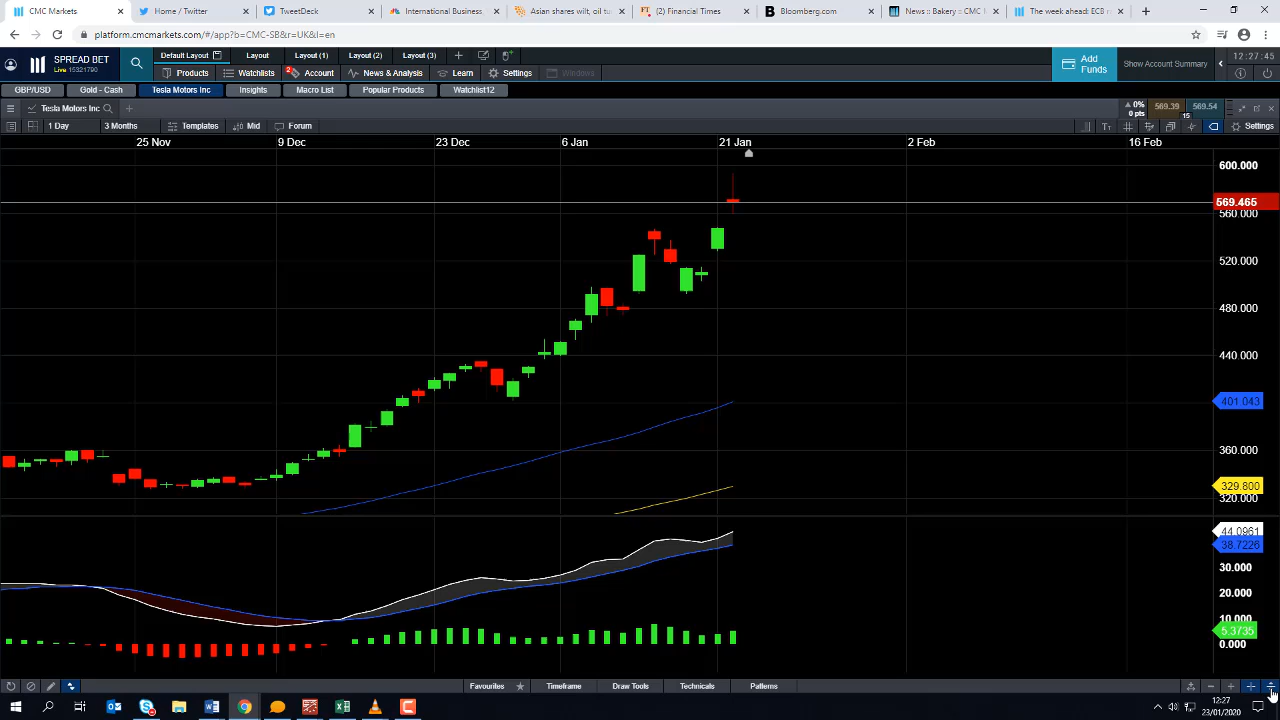 CMC Markets
Home / Twitter
TweetDeck
International Business
Asian shares wilt, oil tu
(2) Financial Times
Bloomberg.com
News :: Bakery :: CMC
The week ahead: ECB r
platform.cmcmarkets.com/#/app?b=CMC-SB&r=UK&l=en
SPREAD BET
Live 15321790
Default Layout
Layout
Layout (1)
Layout (2)
Layout (3)
Products
Watchlists
2
Account
News & Analysis
Learn
Settings
Windows
Add Funds
Show Account Summary
12:27:45
GBP/USD
Gold - Cash
Tesla Motors Inc
Insights
Macro List
Popular Products
Watchlist12
Tesla Motors Inc
0%
0 pts
569.39
15
569.54
1 Day
3 Months
Templates
Mid
Forum
Settings
25 Nov
9 Dec
23 Dec
6 Jan
21 Jan
2 Feb
16 Feb
600.000
569.465
560.000
520.000
480.000
440.000
401.043
360.000
329.800
320.000
44.0961
38.7226
30.000
20.000
10.000
5.3735
0.000
Favourites
Timeframe
Draw Tools
Technicals
Patterns
12:27
23/01/2020